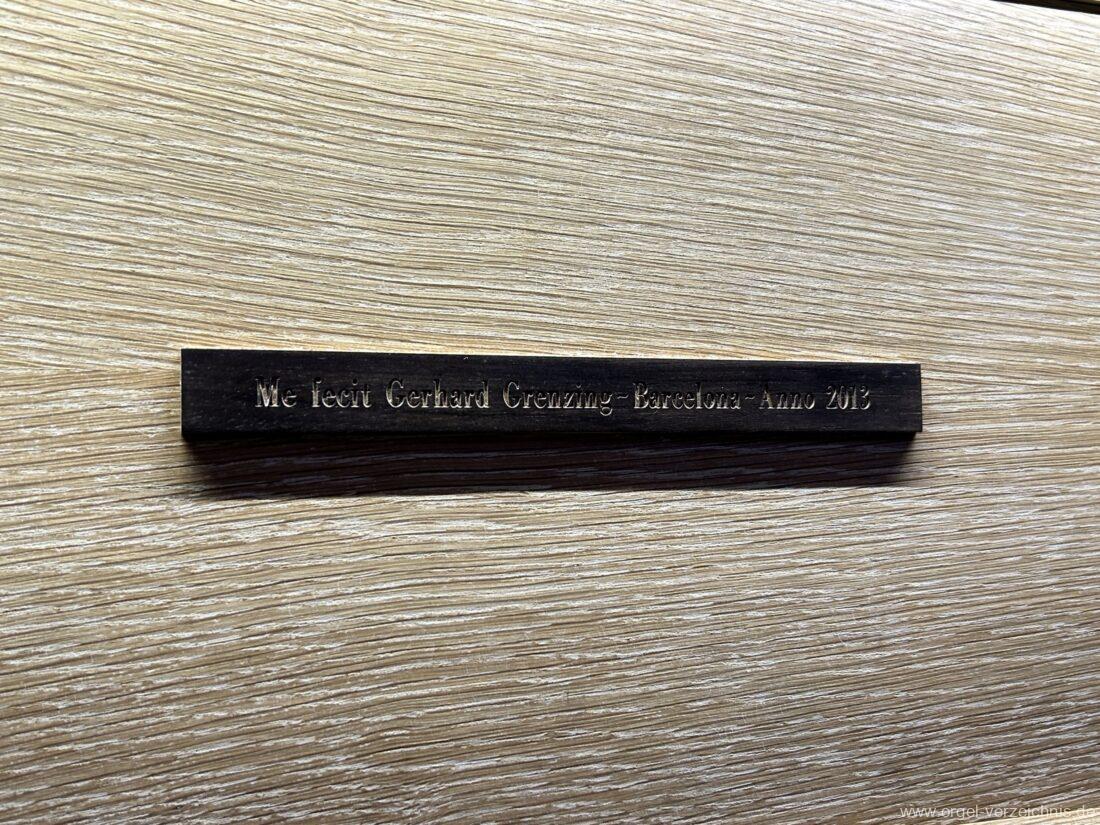 Me fecit Gerhard Grenzing~Barcelona~Anno 2013
www.orgel-verzeichnis.de